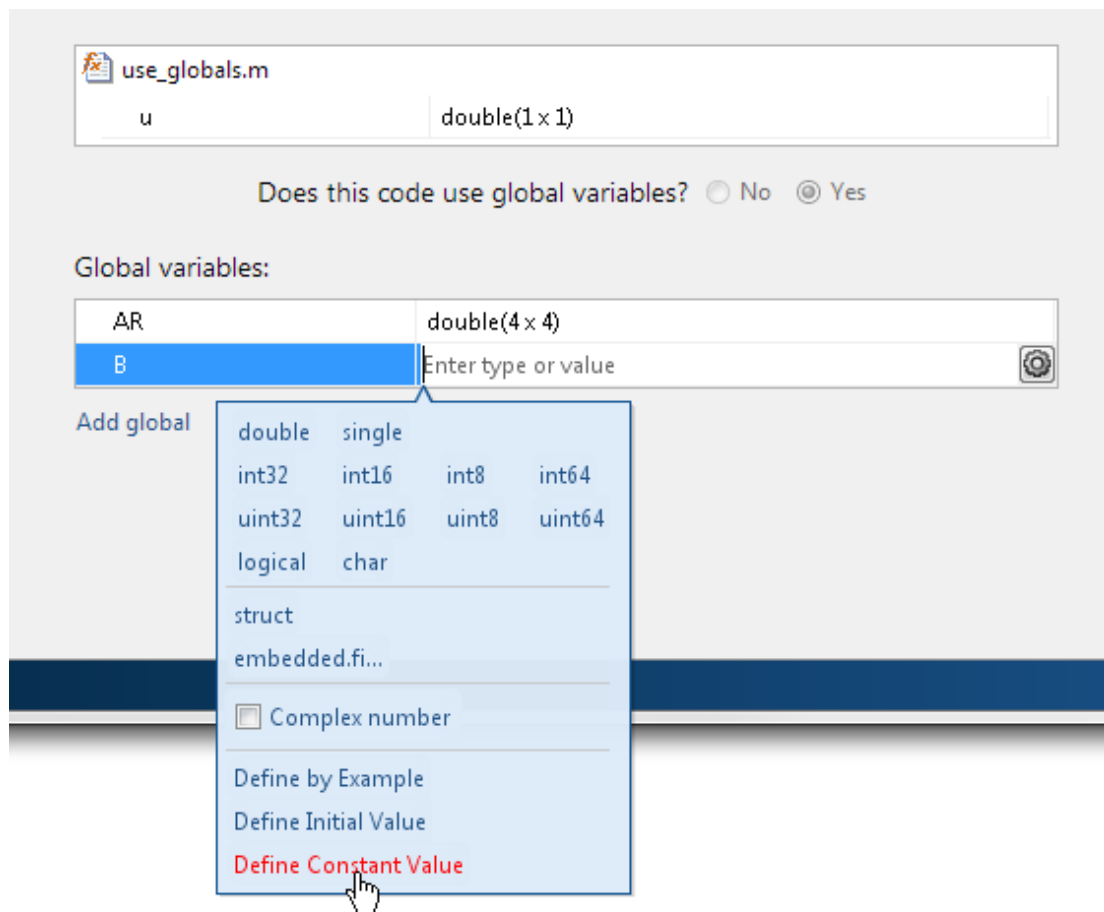 use_globals.m
u double(1 x 1)
Does this code use global variables? No Yes
Global variables:
AR double(4 x 4)
B Enter type or value
Add global
double single
int32 int16 int8 int64
uint32 uint16 uint8 uint64
logical char
struct
embedded.fi...
Complex number
Define by Example
Define Initial Value
Define Constant Value